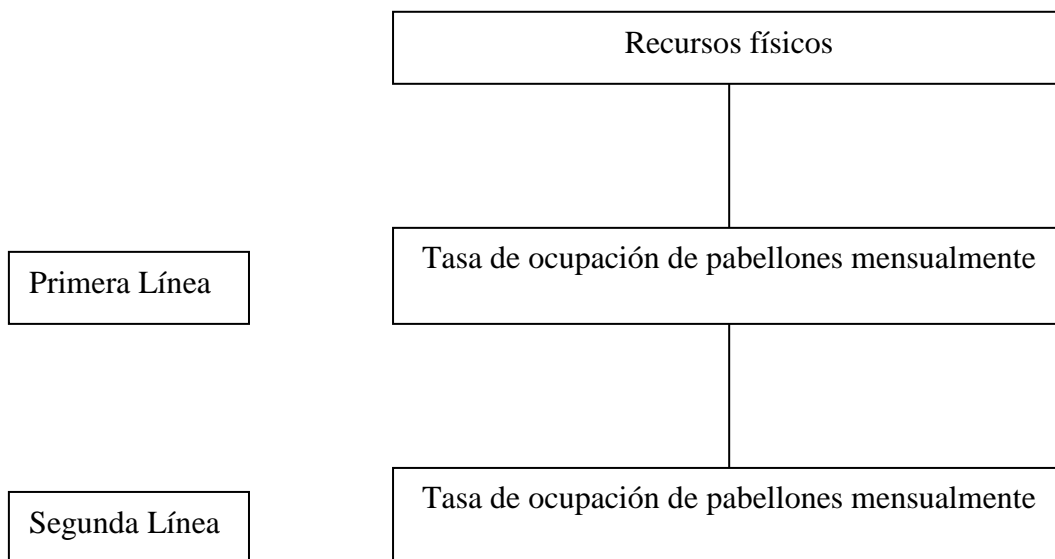 Recursos físicos
Tasa de ocupación de pabellones mensualmente
Primera Línea
Tasa de ocupación de pabellones mensualmente
Segunda Línea